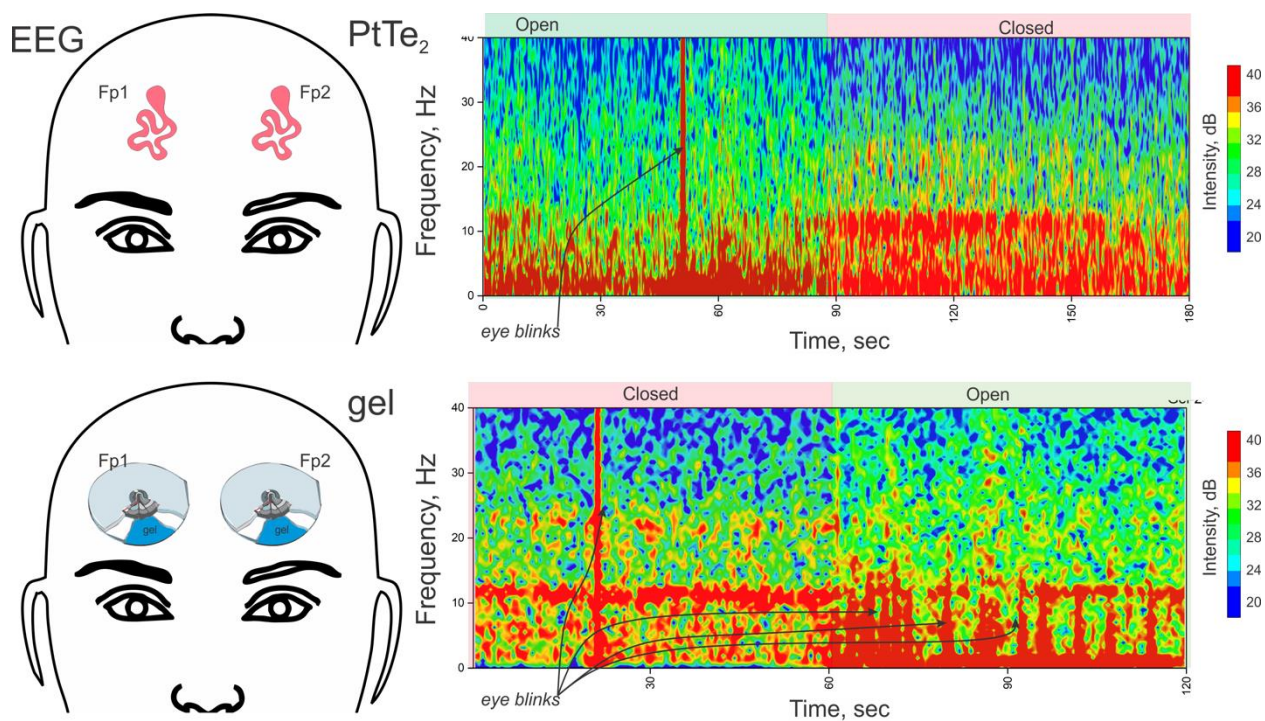 EEG
PtTe₂
Fp1
Fp2
Open
Closed
Frequency, Hz
40
30
20
10
0
0
30
60
90
120
150
180
Time, sec
eye blinks
Intensity, dB
40
36
32
28
24
20
gel
Fp1
Fp2
gel
gel
Closed
Open
Frequency, Hz
40
30
20
10
0
30
60
90
120
Time, sec
eye blinks
Intensity, dB
40
36
32
28
24
20